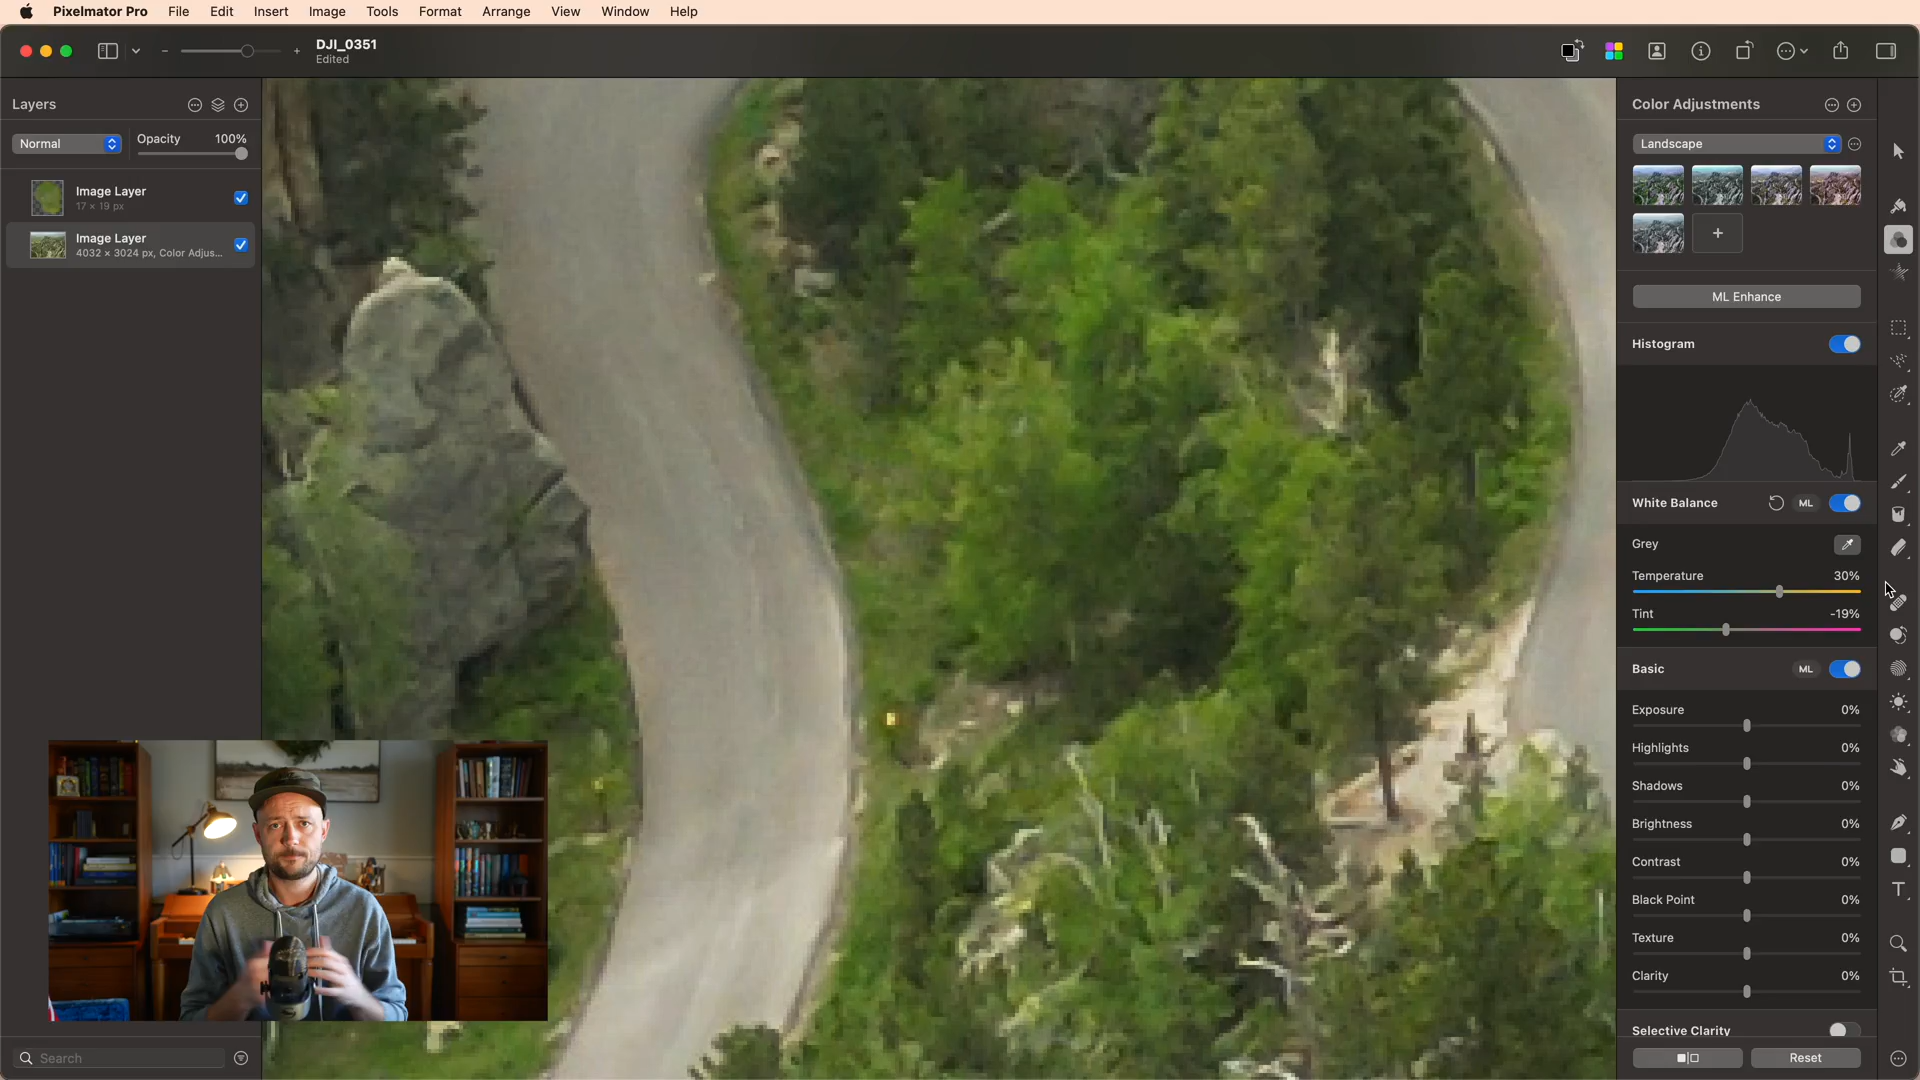 Pixelmator Pro File Edit Insert Image Tools Format Arrange View Window Help
DJI_0351
Edited
Layers
Normal
Opacity 100%
Image Layer
17 × 19 px
Image Layer
4032 × 3024 px, Color Adjus...
Search
Color Adjustments
Landscape
ML Enhance
Histogram
White Balance ML
Grey
Temperature 30%
Tint -19%
Basic ML
Exposure 0%
Highlights 0%
Shadows 0%
Brightness 0%
Contrast 0%
Black Point 0%
Texture 0%
Clarity 0%
Selective Clarity
Reset